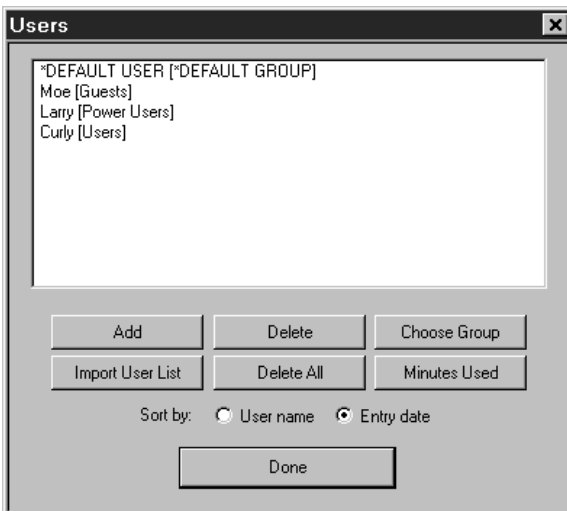 Users
*DEFAULT USER [*DEFAULT GROUP]
Moe [Guests]
Larry [Power Users]
Curly [Users]
Add Delete Choose Group
Import User List Delete All Minutes Used
Sort by: User name Entry date
Done